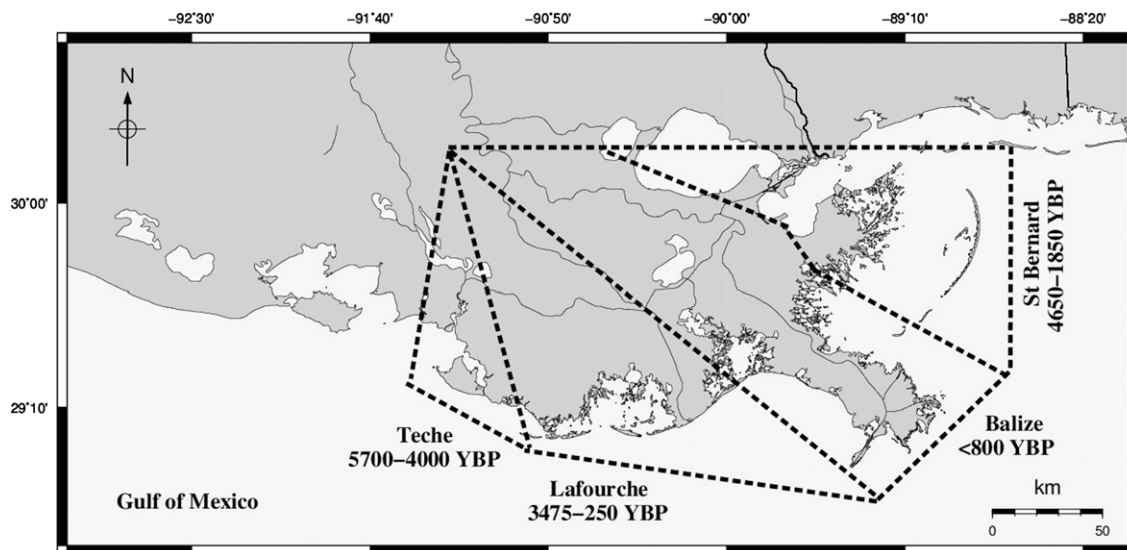 −92°30' −91°40' −90°50' −90°00' −89°10' −88°20'
N
30°00'
St Bernard
4650–1850 YBP
29°10'
Teche
5700–4000 YBP
Balize
<800 YBP
Lafourche
3475–250 YBP
Gulf of Mexico
km
0 50